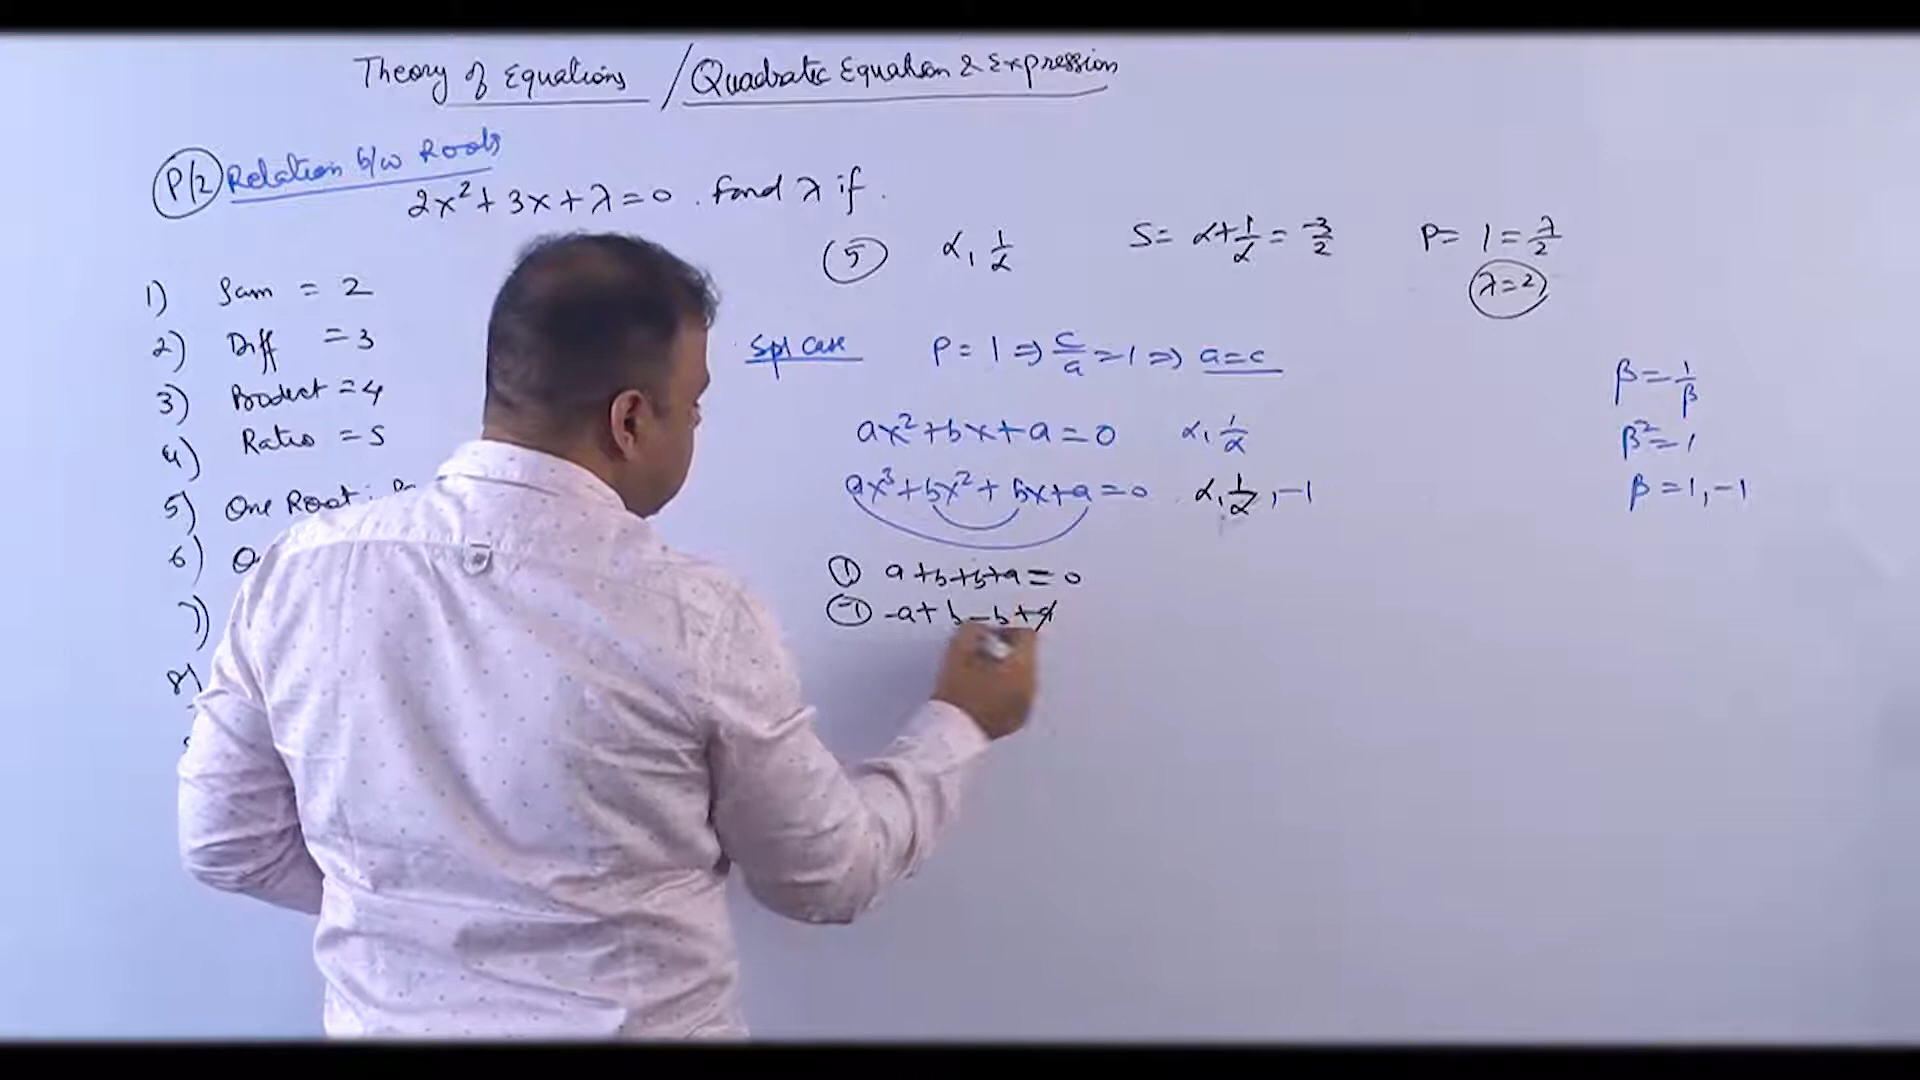 Theory of Equations / Quadratic Equation & Expression
P/2 Relation b/w Roots
2x² + 3x + λ = 0 . Find λ if .
1) Sum = 2
2) Diff = 3
3) Product = 4
4) Ratio = 5
5) One Root :
6)
7)
8)
5 α, 1/α S = α + 1/α = -3/2 P = 1 = λ/2
λ = 2
Spl Case P = 1 ⇒ c/a = 1 ⇒ a = c
ax² + bx + a = 0 α, 1/α
ax³ + bx² + bx + a = 0 α, 1/α, -1
① a + b + b + a = 0
-1 -a + b - b + a
β = 1/β
β² = 1
β = 1, -1